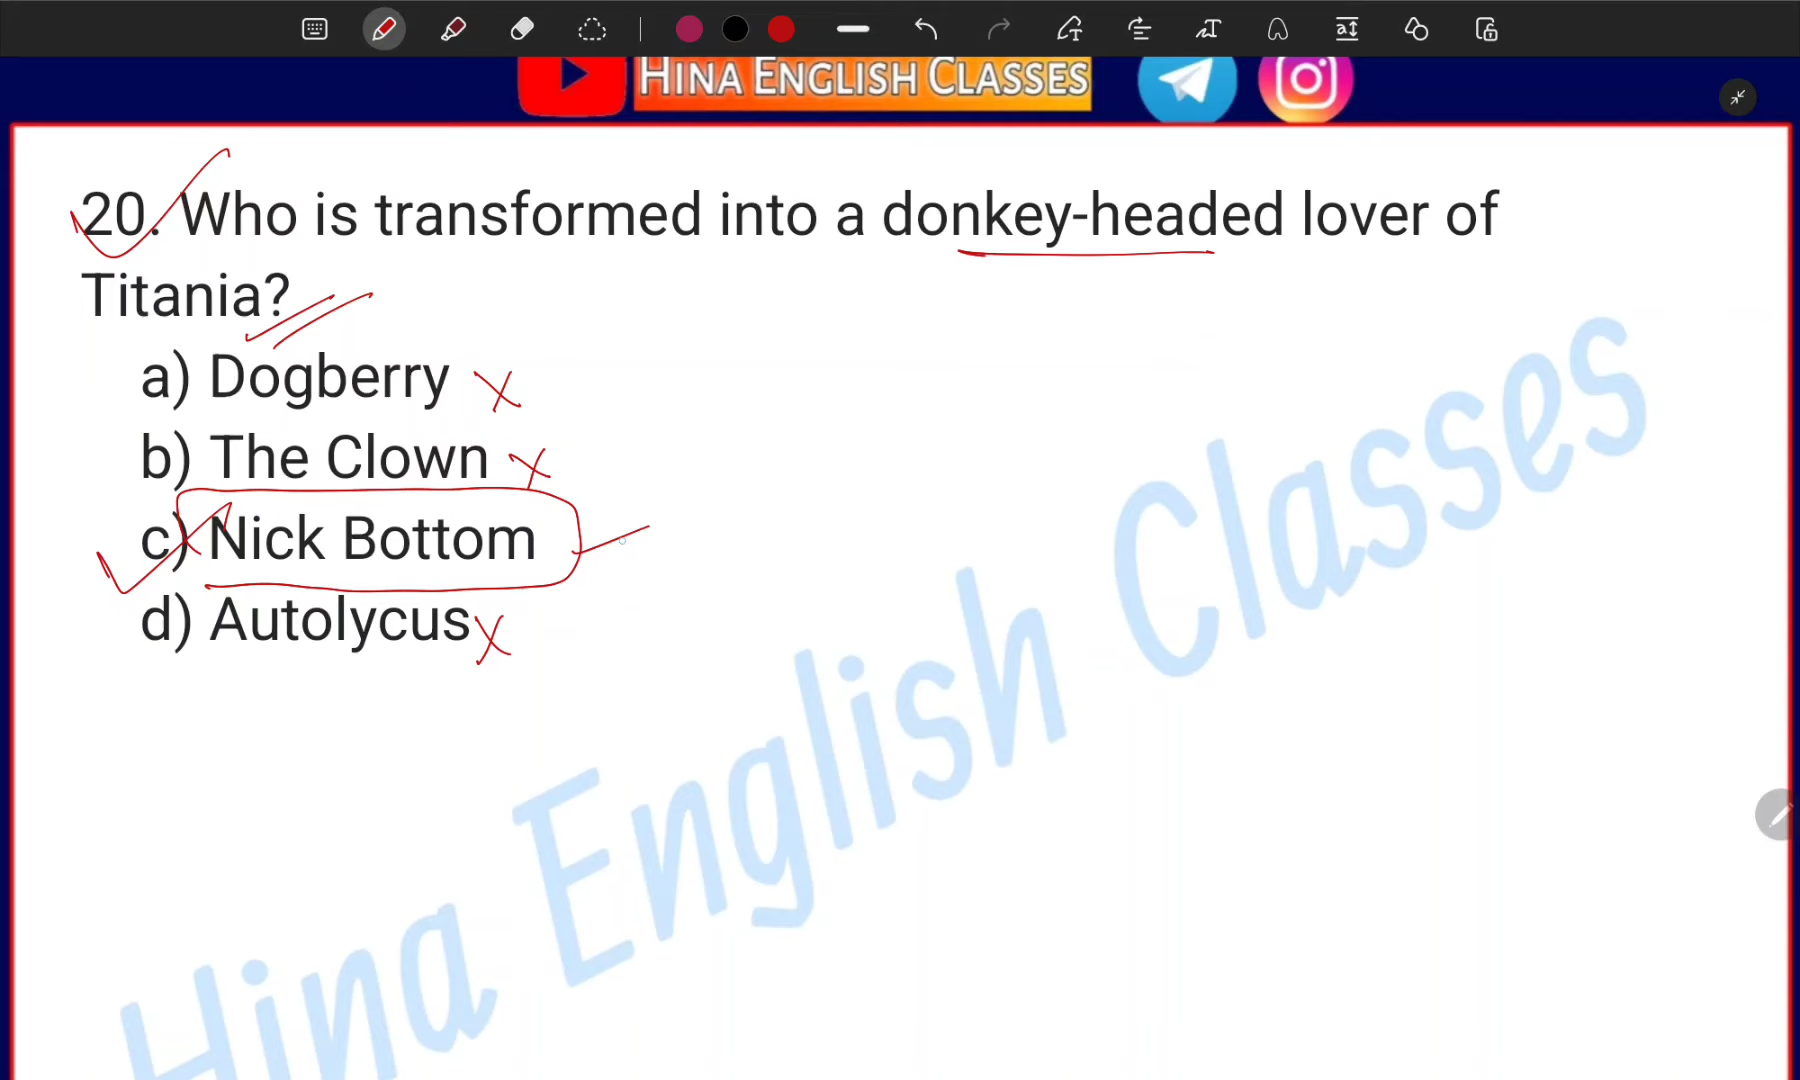 HINA ENGLISH CLASSES
20. Who is transformed into a donkey-headed lover of
Titania?
a) Dogberry
b) The Clown
c) Nick Bottom
d) Autolycus
Hina English Classes